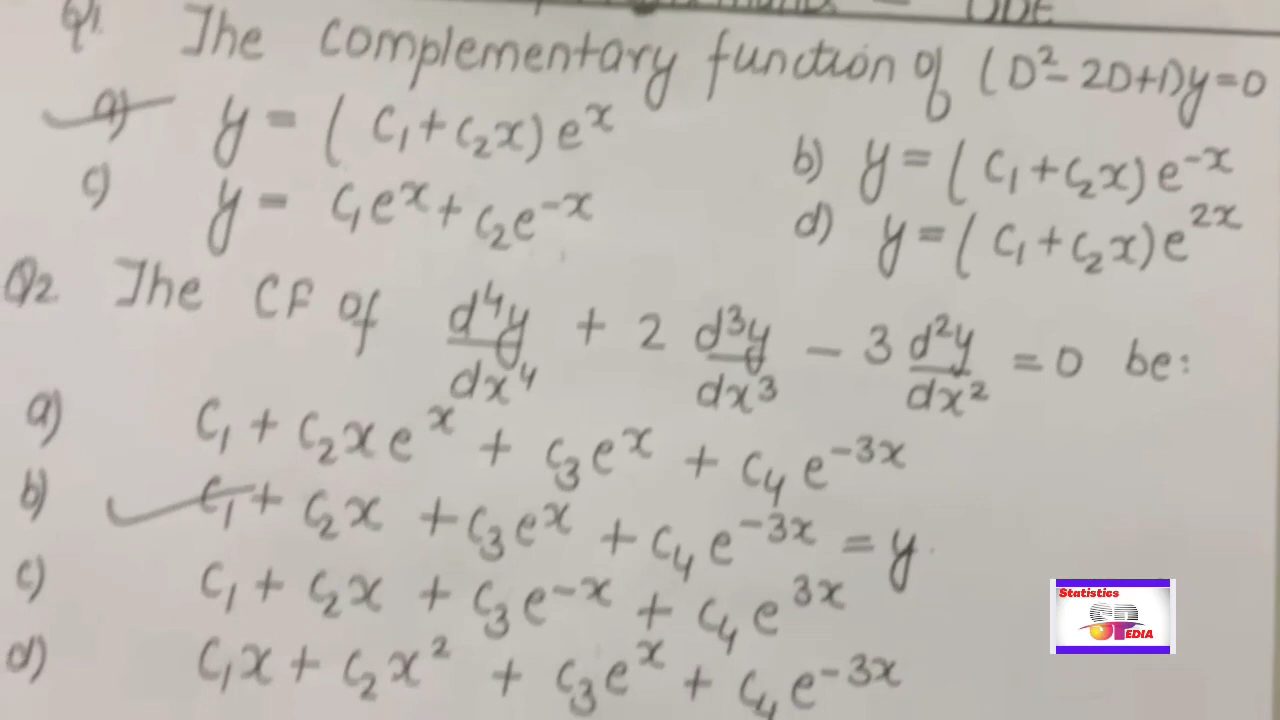 ODE
Q1. The complementary function of (D²-2D+1)y=0
a) y = (c₁+c₂x)eˣ
b) y = (c₁+c₂x)e⁻ˣ
c) y = c₁eˣ+c₂e⁻ˣ
d) y = (c₁+c₂x)e²ˣ
Q2 The CF of d⁴y/dx⁴ + 2 d³y/dx³ - 3 d²y/dx² = 0 be:
a) c₁ + c₂xeˣ + c₃eˣ + c₄e⁻³ˣ
b) c₁ + c₂x + c₃eˣ + c₄e⁻³ˣ = y.
c) c₁ + c₂x + c₃e⁻ˣ + c₄e³ˣ
d) c₁x + c₂x² + c₃eˣ + c₄e⁻³ˣ
Statistics
PEDIA